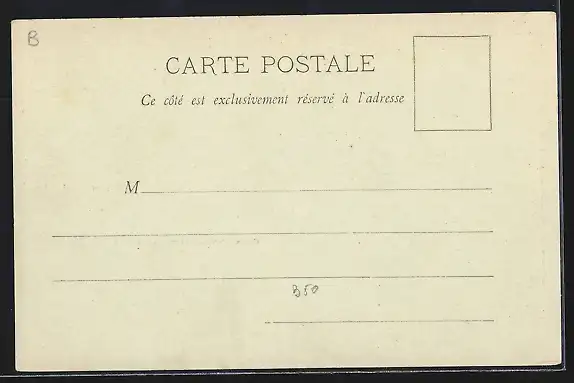 B
CARTE POSTALE
Ce côté est exclusivement réservé à l'adresse
M
B50